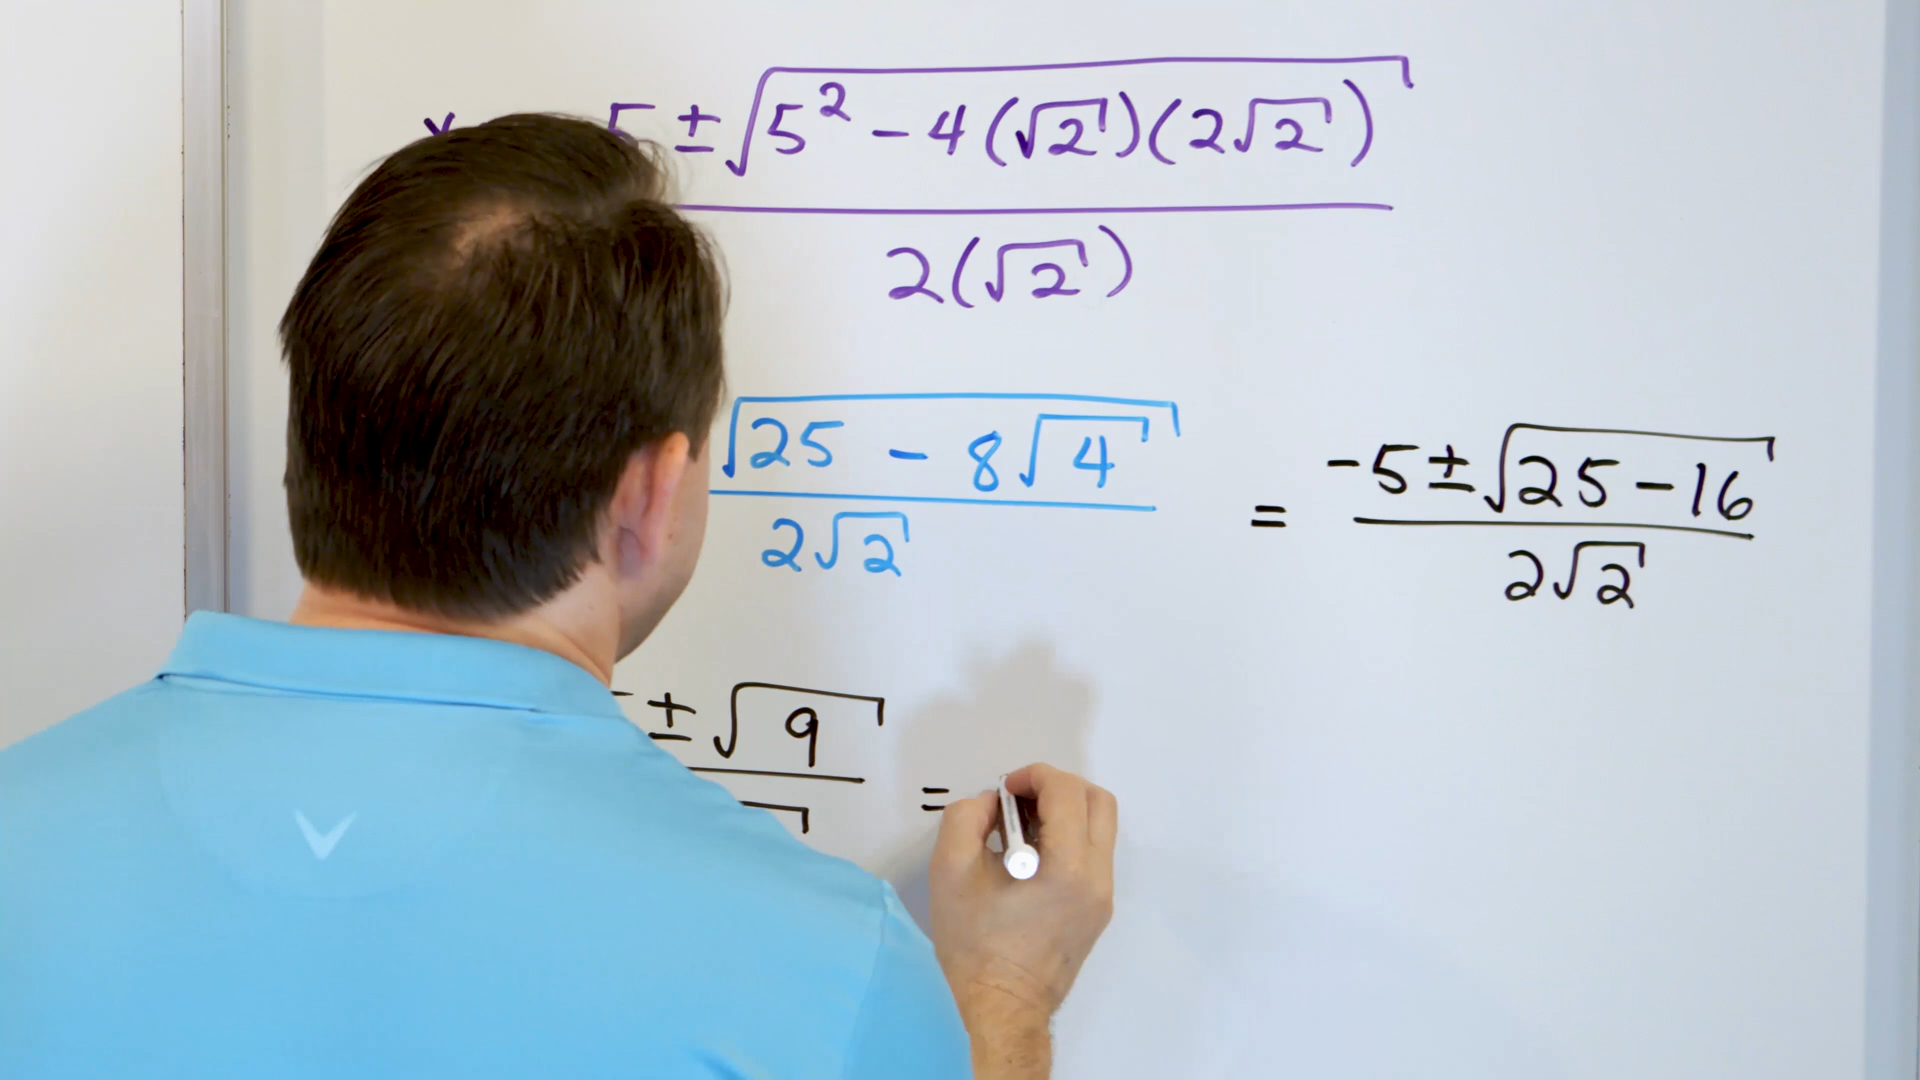 x 5 ± √(5² - 4(√2)(2√2))
2(√2)
√(25 - 8√4)
2√2
= -5 ± √(25 - 16)
2√2
± √9 =